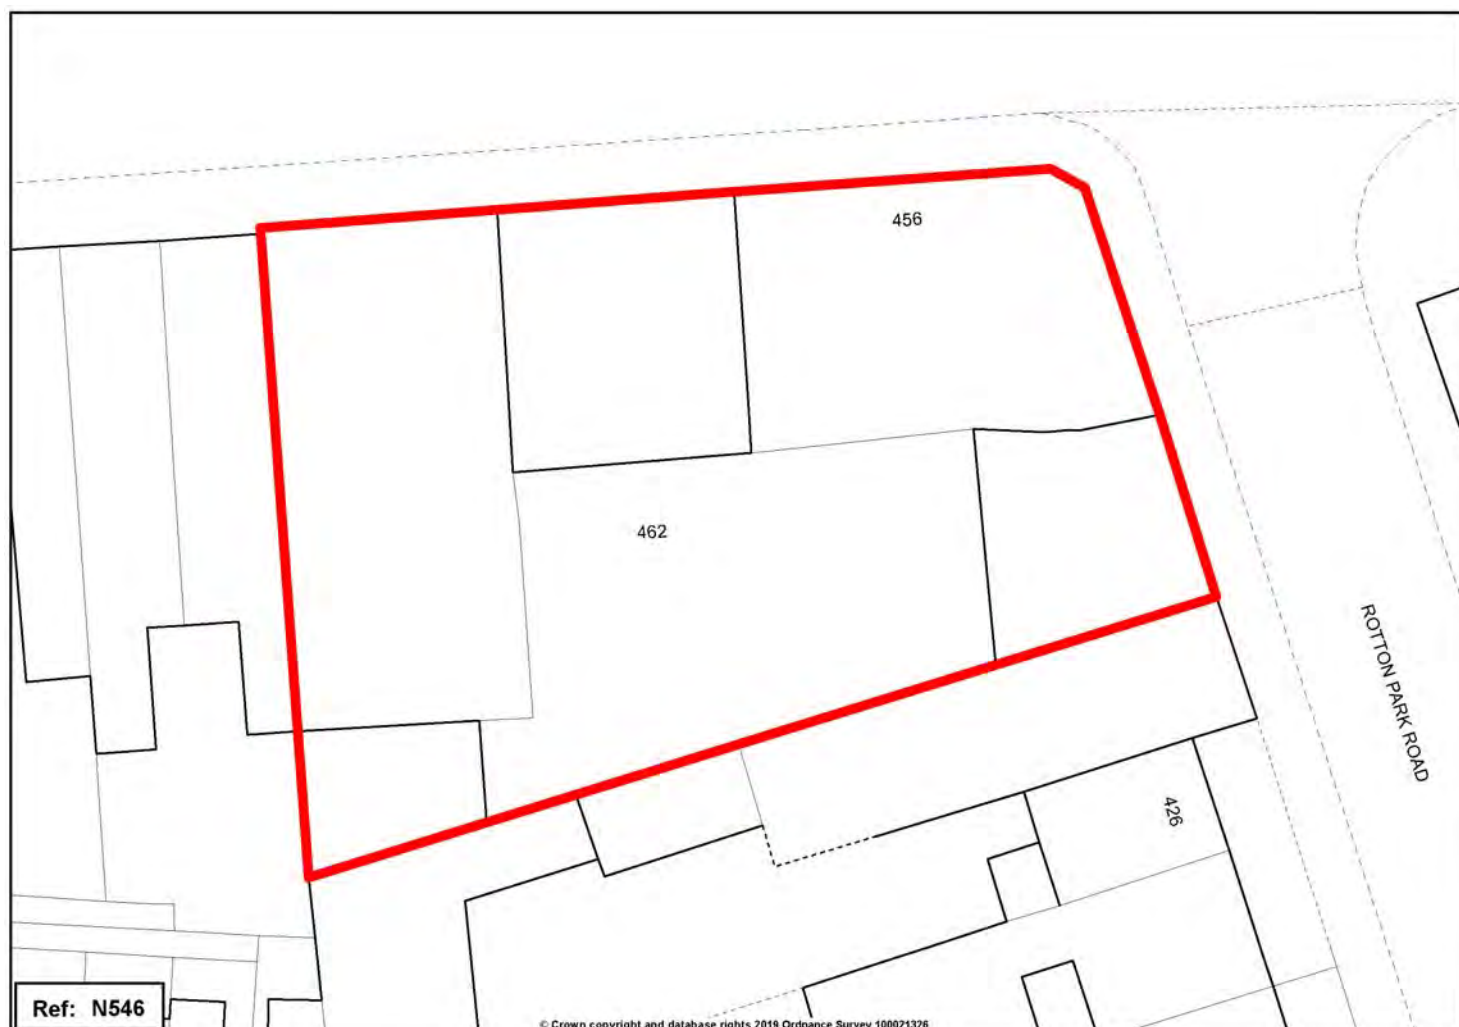 456
462
ROTTON PARK ROAD
426
Ref: N546
© Crown copyright and database rights 2019 Ordnance Survey 100021326